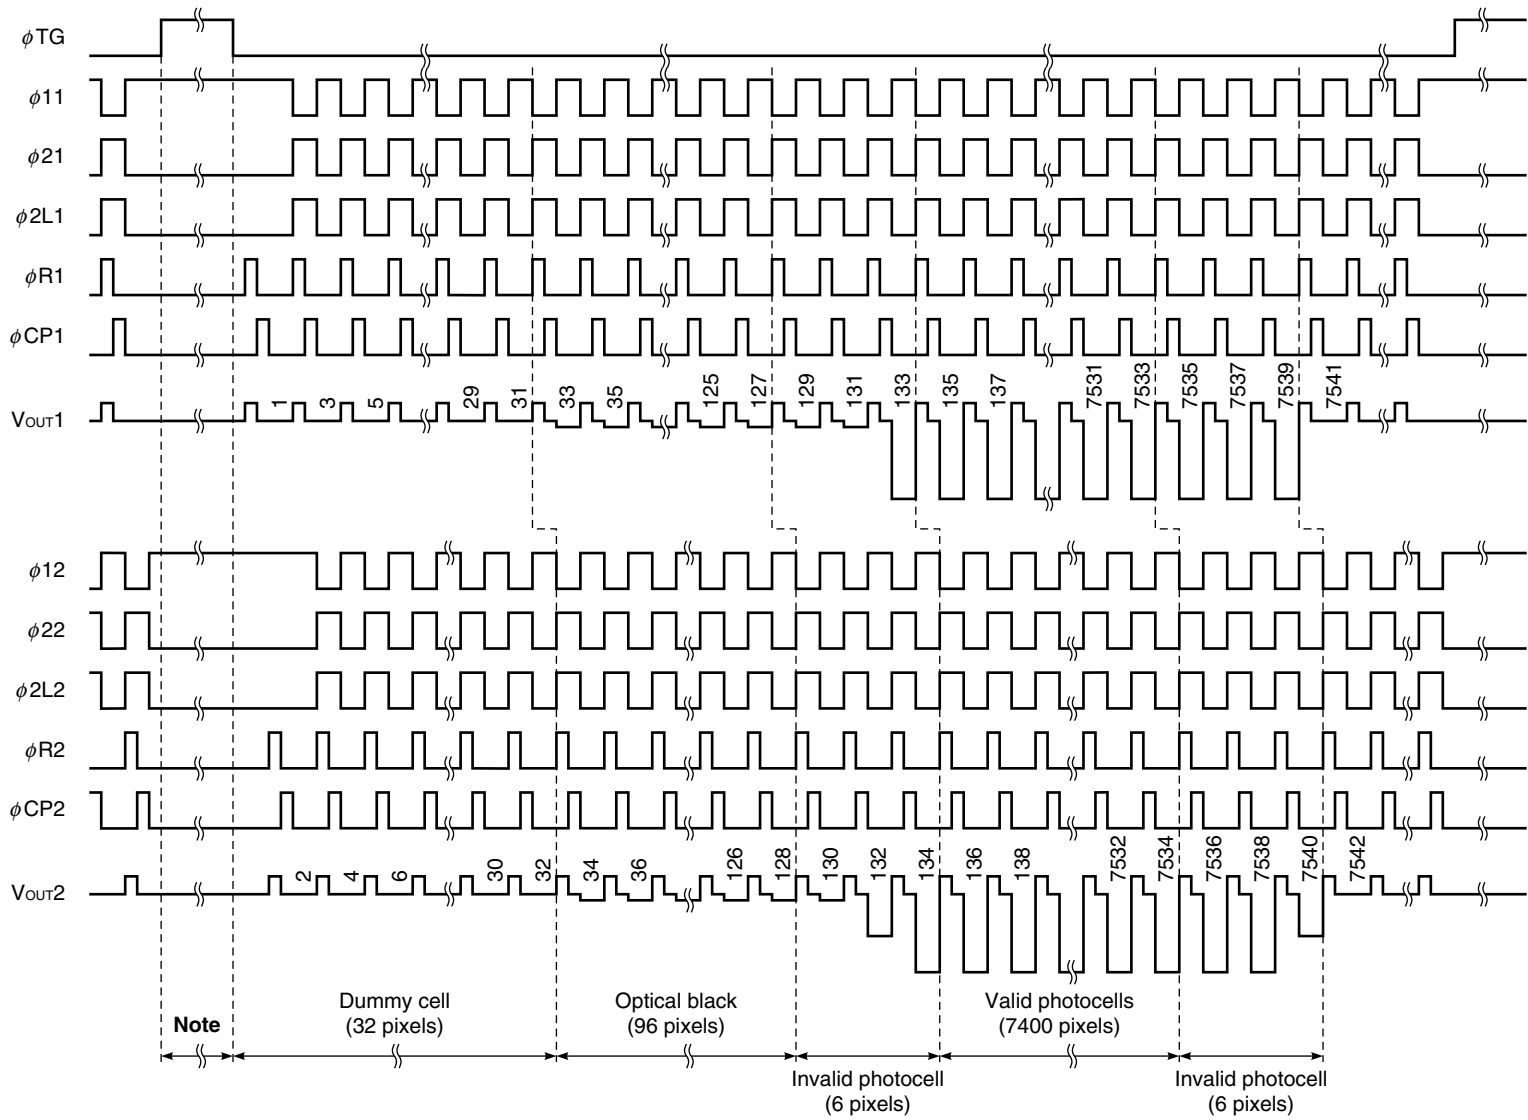 ϕTG
ϕ11
ϕ21
ϕ2L1
ϕR1
ϕCP1
VOUT1
1 3 5 29 31 33 35 125 127 129 131 133 135 137 7531 7533 7535 7537 7539 7541
ϕ12
ϕ22
ϕ2L2
ϕR2
ϕCP2
VOUT2
2 4 6 30 32 34 36 126 128 130 132 134 136 138 7532 7534 7536 7538 7540 7542
Note
Dummy cell
(32 pixels)
Optical black
(96 pixels)
Valid photocells
(7400 pixels)
Invalid photocell
(6 pixels)
Invalid photocell
(6 pixels)